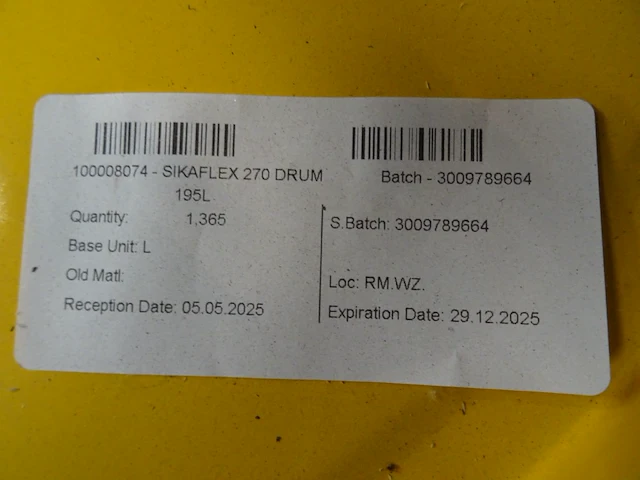 100008074 - SIKAFLEX 270 DRUM
195L
Quantity: 1,365
Base Unit: L
Old Matl:
Reception Date: 05.05.2025
Batch - 3009789664
S.Batch: 3009789664
Loc: RM.WZ.
Expiration Date: 29.12.2025